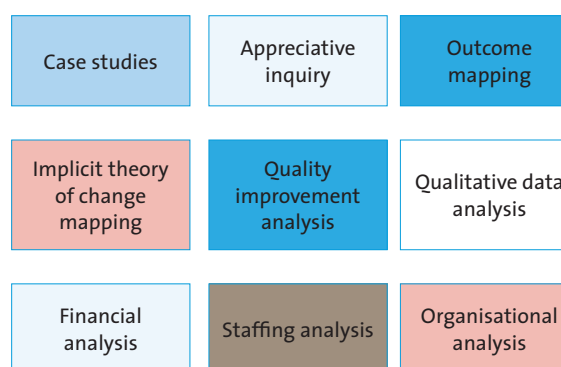 Case studies
Appreciative
inquiry
Outcome
mapping
Implicit theory
of change
mapping
Quality
improvement
analysis
Qualitative data
analysis
Financial
analysis
Staffing analysis
Organisational
analysis